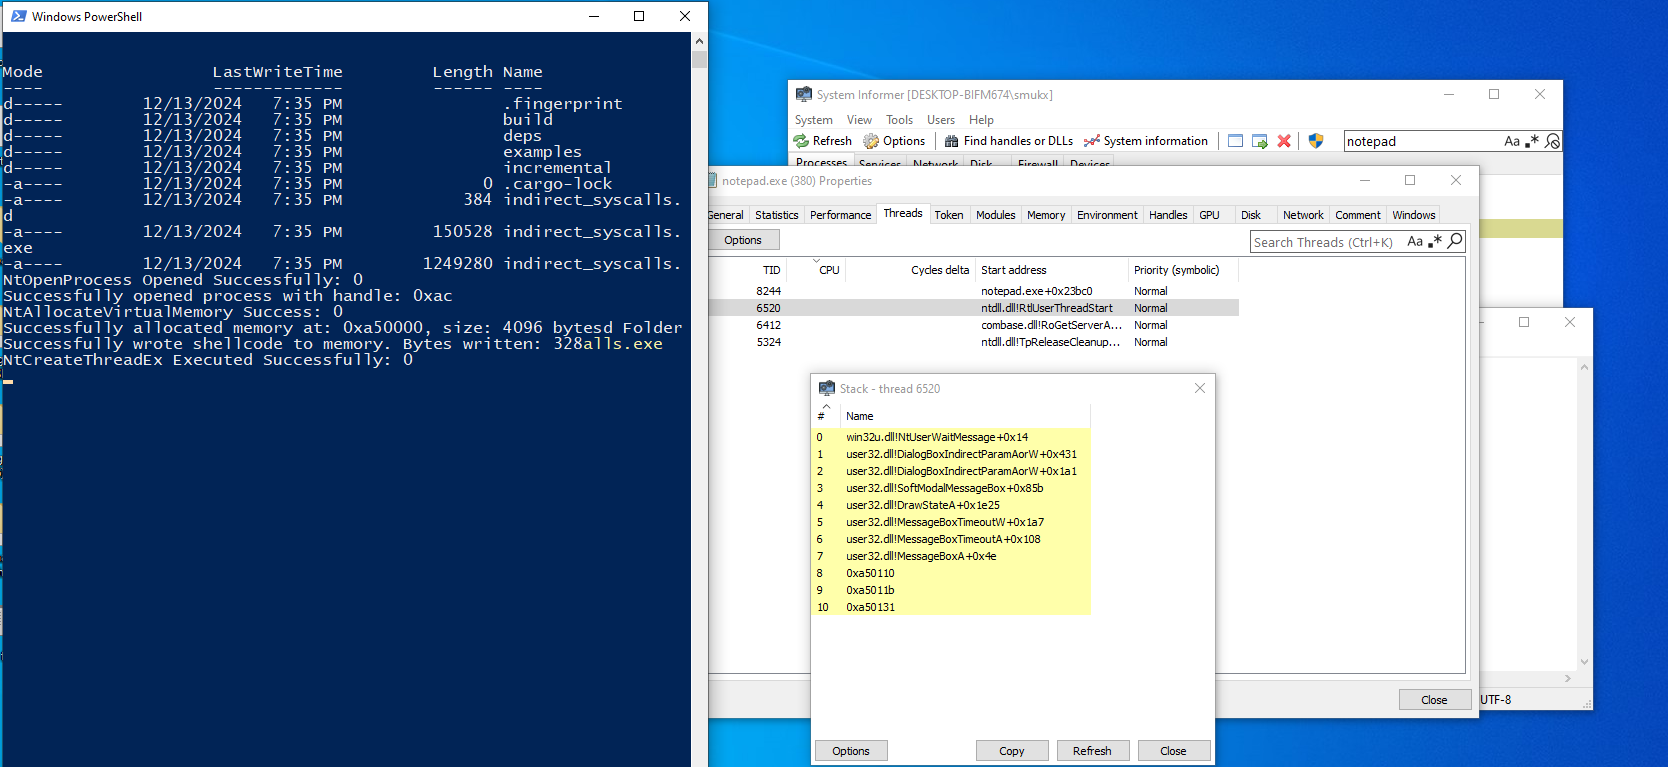 Windows PowerShell
Mode                 LastWriteTime         Length Name
----                 -------------         ------ ----
d-----        12/13/2024   7:35 PM                .fingerprint
d-----        12/13/2024   7:35 PM                build
d-----        12/13/2024   7:35 PM                deps
d-----        12/13/2024   7:35 PM                examples
d-----        12/13/2024   7:35 PM                incremental
-a----        12/13/2024   7:35 PM              0 .cargo-lock
-a----        12/13/2024   7:35 PM            384 indirect_syscalls.
d
-a----        12/13/2024   7:35 PM         150528 indirect_syscalls.
exe
-a----        12/13/2024   7:35 PM        1249280 indirect_syscalls.
NtOpenProcess Opened Successfully: 0
Successfully opened process with handle: 0xac
NtAllocateVirtualMemory Success: 0
Successfully allocated memory at: 0xa50000, size: 4096 bytesd Folder
Successfully wrote shellcode to memory. Bytes written: 328alls.exe
NtCreateThreadEx Executed Successfully: 0
System Informer [DESKTOP-BIFM674\smukx]
System View Tools Users Help
Refresh Options Find handles or DLLs System information notepad Aa .*
Processes Services Network Disk Firewall Devices
notepad.exe (380) Properties
General Statistics Performance Threads Token Modules Memory Environment Handles GPU Disk Network Comment Windows
Options Search Threads (Ctrl+K) Aa .*
TID CPU Cycles delta Start address Priority (symbolic)
8244 notepad.exe+0x23bc0 Normal
6520 ntdll.dll!RtlUserThreadStart Normal
6412 combase.dll!RoGetServerA... Normal
5324 ntdll.dll!TpReleaseCleanup... Normal
Close
UTF-8
Stack - thread 6520
# Name
0 win32u.dll!NtUserWaitMessage+0x14
1 user32.dll!DialogBoxIndirectParamAorW+0x431
2 user32.dll!DialogBoxIndirectParamAorW+0x1a1
3 user32.dll!SoftModalMessageBox+0x85b
4 user32.dll!DrawStateA+0x1e25
5 user32.dll!MessageBoxTimeoutW+0x1a7
6 user32.dll!MessageBoxTimeoutA+0x108
7 user32.dll!MessageBoxA+0x4e
8 0xa50110
9 0xa5011b
10 0xa50131
Options Copy Refresh Close